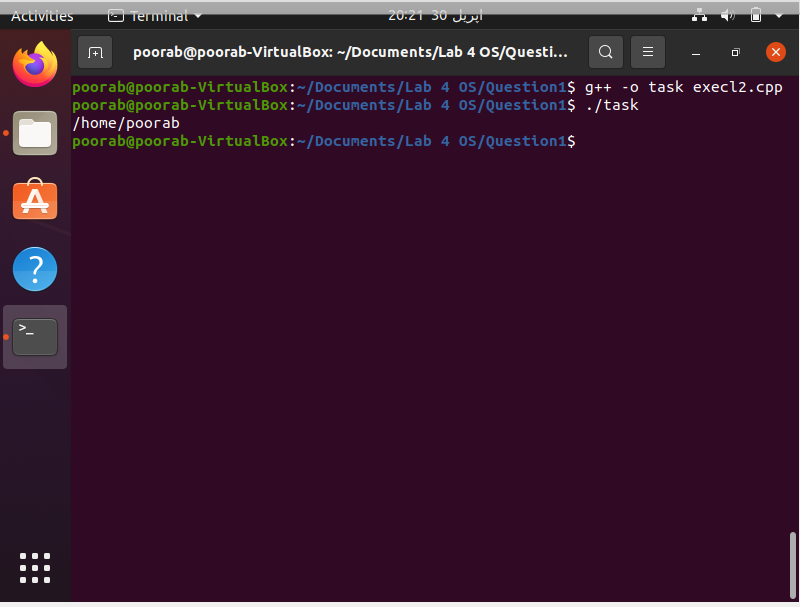 Activities
Terminal
20:21 30 اپریل
poorab@poorab-VirtualBox: ~/Documents/Lab 4 OS/Questi...
poorab@poorab-VirtualBox:~/Documents/Lab 4 OS/Question1$ g++ -o task execl2.cpp
poorab@poorab-VirtualBox:~/Documents/Lab 4 OS/Question1$ ./task
/home/poorab
poorab@poorab-VirtualBox:~/Documents/Lab 4 OS/Question1$